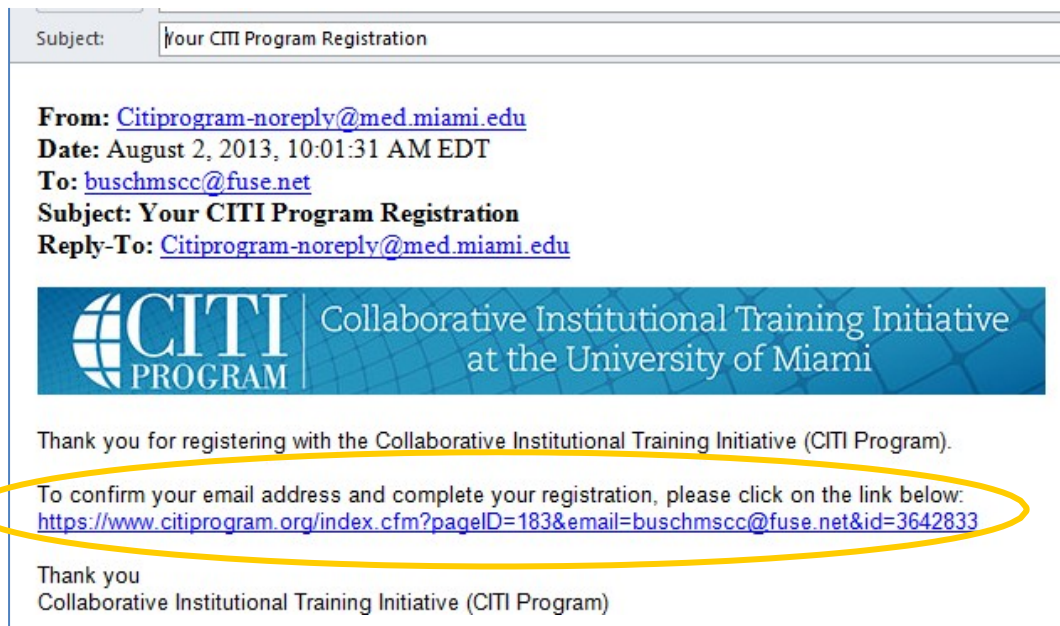 Subject: Your CITI Program Registration
From: Citiprogram-noreply@med.miami.edu
Date: August 2, 2013, 10:01:31 AM EDT
To: buschmscc@fuse.net
Subject: Your CITI Program Registration
Reply-To: Citiprogram-noreply@med.miami.edu
CITI
PROGRAM
Collaborative Institutional Training Initiative
at the University of Miami
Thank you for registering with the Collaborative Institutional Training Initiative (CITI Program).
To confirm your email address and complete your registration, please click on the link below:
https://www.citiprogram.org/index.cfm?pageID=183&email=buschmscc@fuse.net&id=3642833
Thank you
Collaborative Institutional Training Initiative (CITI Program)